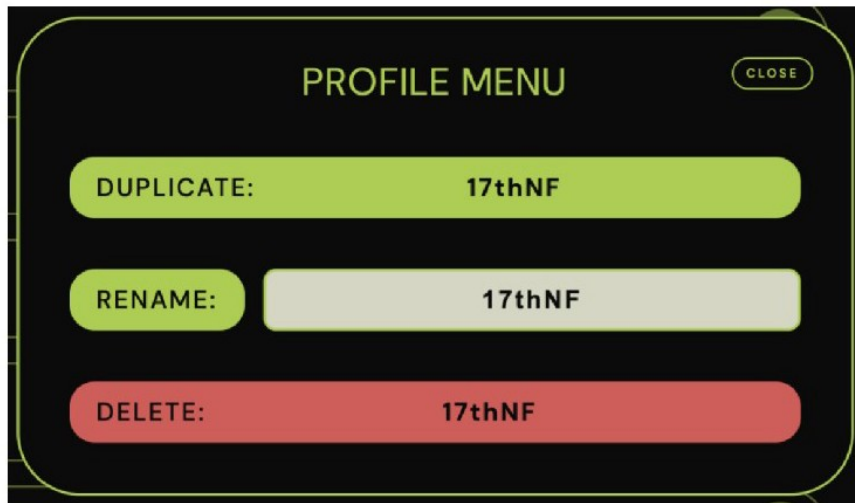 PROFILE MENU
CLOSE
DUPLICATE: 17thNF
RENAME: 17thNF
DELETE: 17thNF